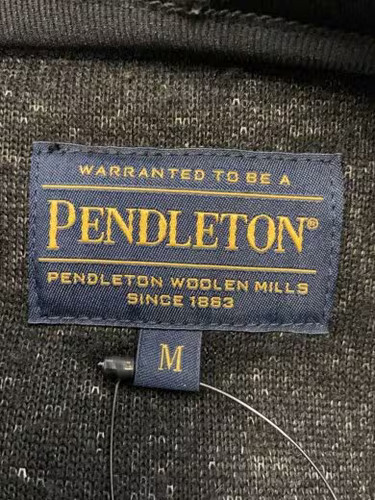 WARRANTED TO BE A
PENDLETON®
PENDLETON WOOLEN MILLS
SINCE 1863
M